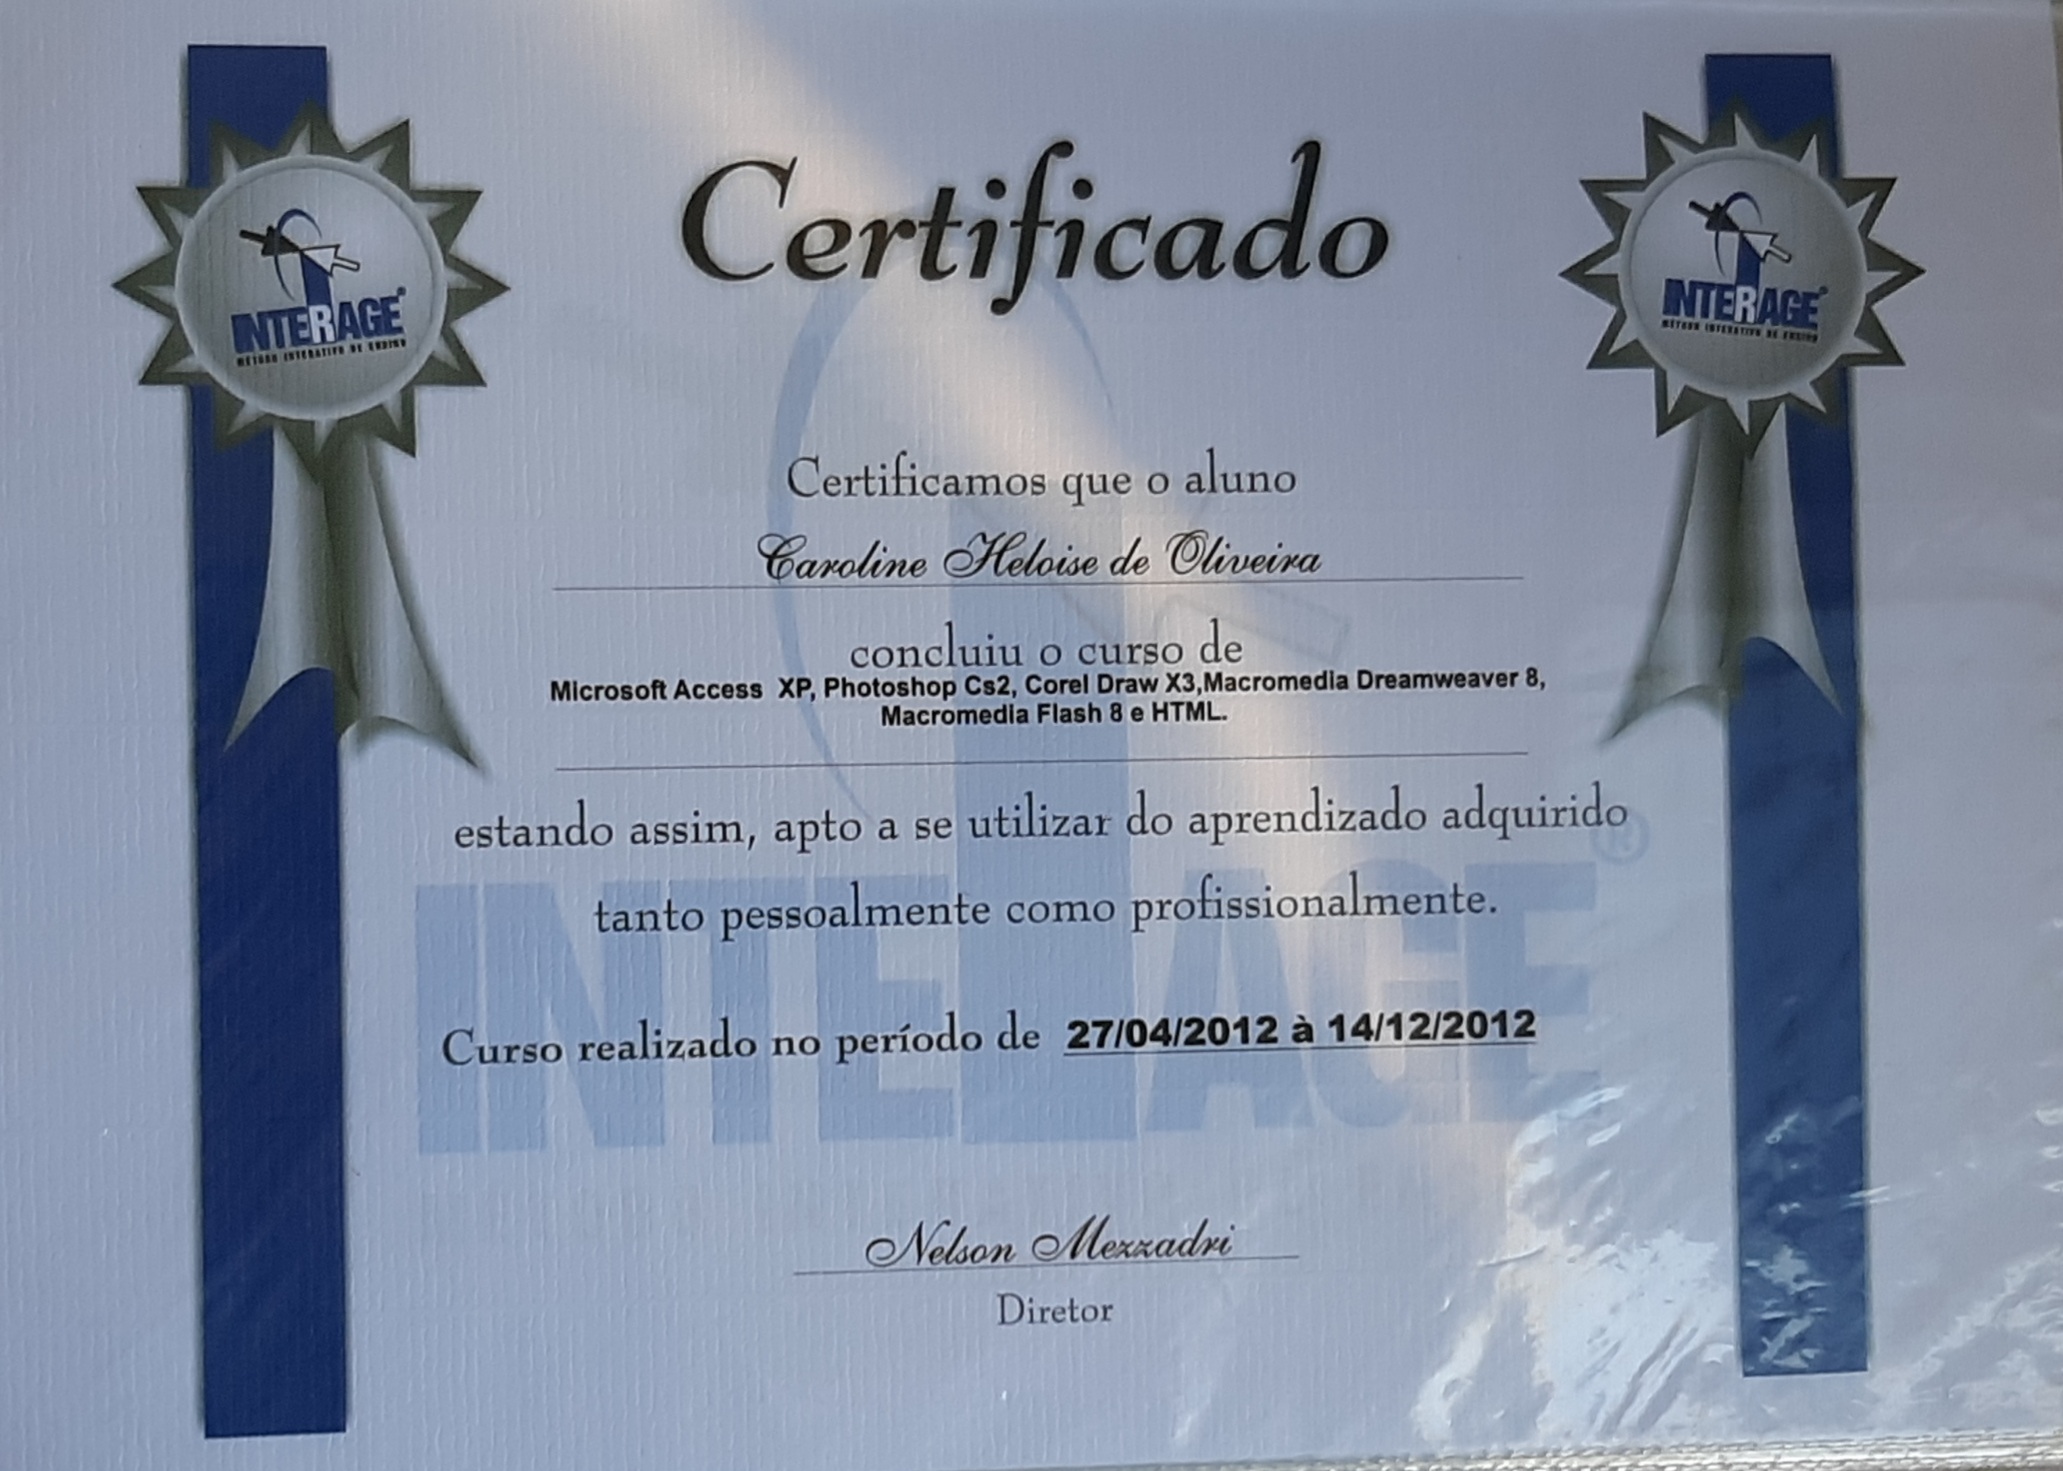 Certificado
INTERAGE®
MÉTODO INTERATIVO DE ENSINO
INTERAGE®
MÉTODO INTERATIVO DE ENSINO
Certificamos que o aluno
Caroline Heloise de Oliveira
concluiu o curso de
Microsoft Access XP, Photoshop Cs2, Corel Draw X3,Macromedia Dreamweaver 8,
Macromedia Flash 8 e HTML.
estando assim, apto a se utilizar do aprendizado adquirido
tanto pessoalmente como profissionalmente.
INTERAGE®
Curso realizado no período de 27/04/2012 à 14/12/2012
Nelson Mezzadri
Diretor